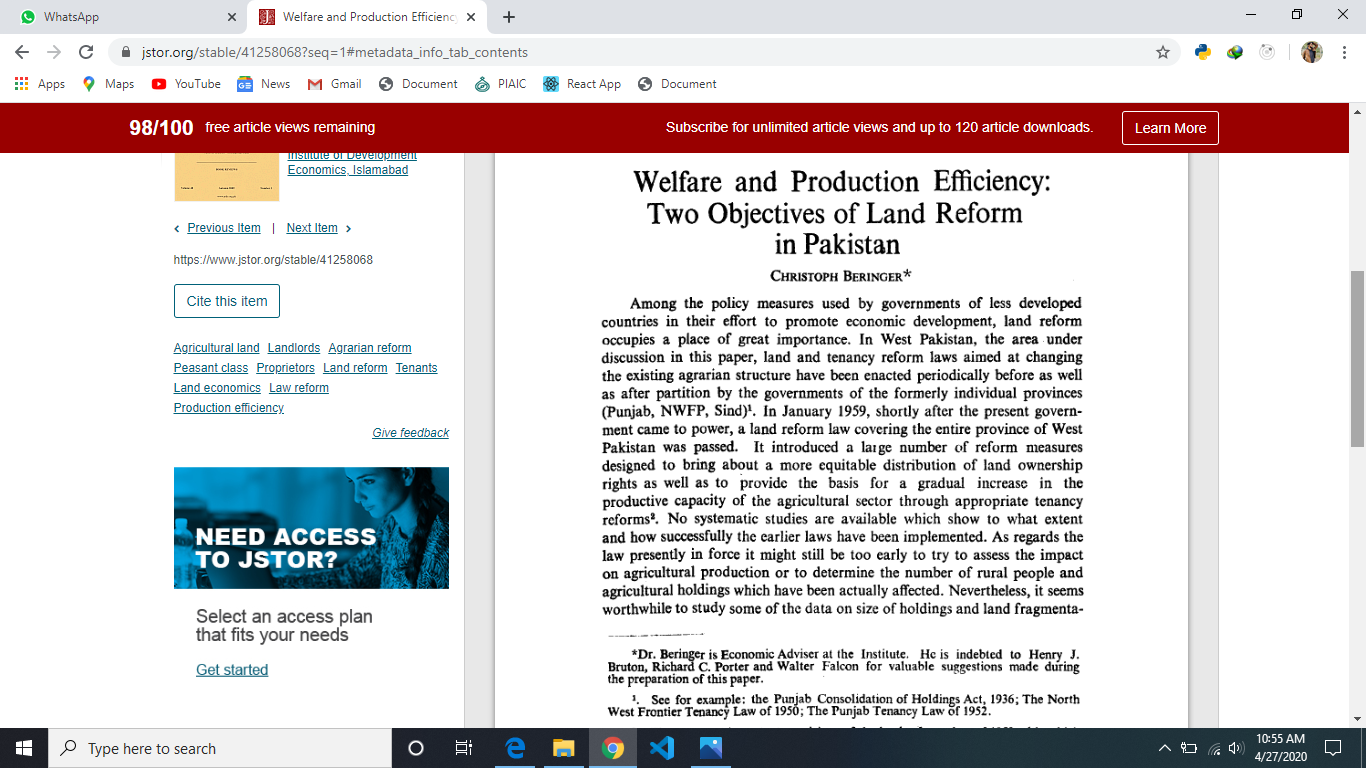 WhatsApp
Welfare and Production Efficiency
jstor.org/stable/41258068?seq=1#metadata_info_tab_contents
Apps Maps YouTube News Gmail Document PIAIC React App Document
98/100 free article views remaining
Subscribe for unlimited article views and up to 120 article downloads.
Learn More
Institute of Development
Economics, Islamabad
Previous Item | Next Item
https://www.jstor.org/stable/41258068
Cite this item
Agricultural land Landlords Agrarian reform
Peasant class Proprietors Land reform Tenants
Land economics Law reform
Production efficiency
Give feedback
NEED ACCESS
TO JSTOR?
Select an access plan
that fits your needs
Get started
Welfare and Production Efficiency:
Two Objectives of Land Reform
in Pakistan
CHRISTOPH BERINGER*
Among the policy measures used by governments of less developed
countries in their effort to promote economic development, land reform
occupies a place of great importance. In West Pakistan, the area under
discussion in this paper, land and tenancy reform laws aimed at changing
the existing agrarian structure have been enacted periodically before as well
as after partition by the governments of the formerly individual provinces
(Punjab, NWFP, Sind)¹. In January 1959, shortly after the present govern-
ment came to power, a land reform law covering the entire province of West
Pakistan was passed. It introduced a large number of reform measures
designed to bring about a more equitable distribution of land ownership
rights as well as to provide the basis for a gradual increase in the
productive capacity of the agricultural sector through appropriate tenancy
reforms². No systematic studies are available which show to what extent
and how successfully the earlier laws have been implemented. As regards the
law presently in force it might still be too early to try to assess the impact
on agricultural production or to determine the number of rural people and
agricultural holdings which have been actually affected. Nevertheless, it seems
worthwhile to study some of the data on size of holdings and land fragmenta-
*Dr. Beringer is Economic Adviser at the Institute. He is indebted to Henry J.
Bruton, Richard C. Porter and Walter Falcon for valuable suggestions made during
the preparation of this paper.
¹. See for example: the Punjab Consolidation of Holdings Act, 1936; The North
West Frontier Tenancy Law of 1950; The Punjab Tenancy Law of 1952.
Type here to search
10:55 AM
4/27/2020